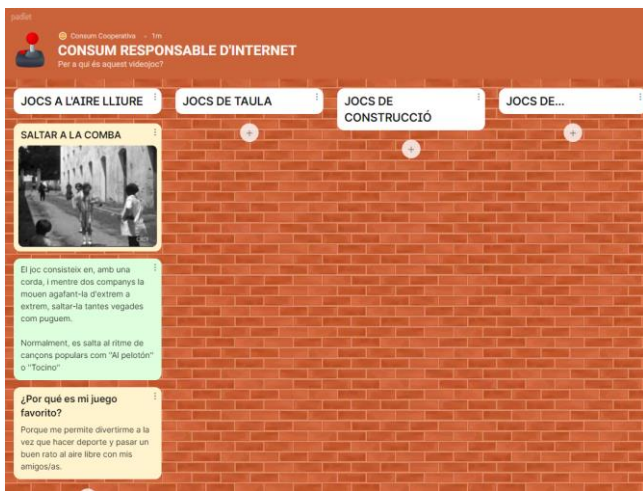 padlet
Consum Cooperativa - 1m
CONSUM RESPONSABLE D'INTERNET
Per a qui és aquest videojoc?
JOCS A L'AIRE LLIURE
SALTAR A LA COMBA
El joc consisteix en, amb una
corda, i mentre dos companys la
mouen agafant-la d'extrem a
extrem, saltar-la tantes vegades
com puguem.
Normalment, es salta al ritme de
cançons populars com "Al pelotón"
o "Tocino"
¿Por qué es mi juego
favorito?
Porque me permite divertirme a la
vez que hacer deporte y pasar un
buen rato al aire libre con mis
amigos/as.
JOCS DE TAULA
JOCS DE
CONSTRUCCIÓ
JOCS DE...